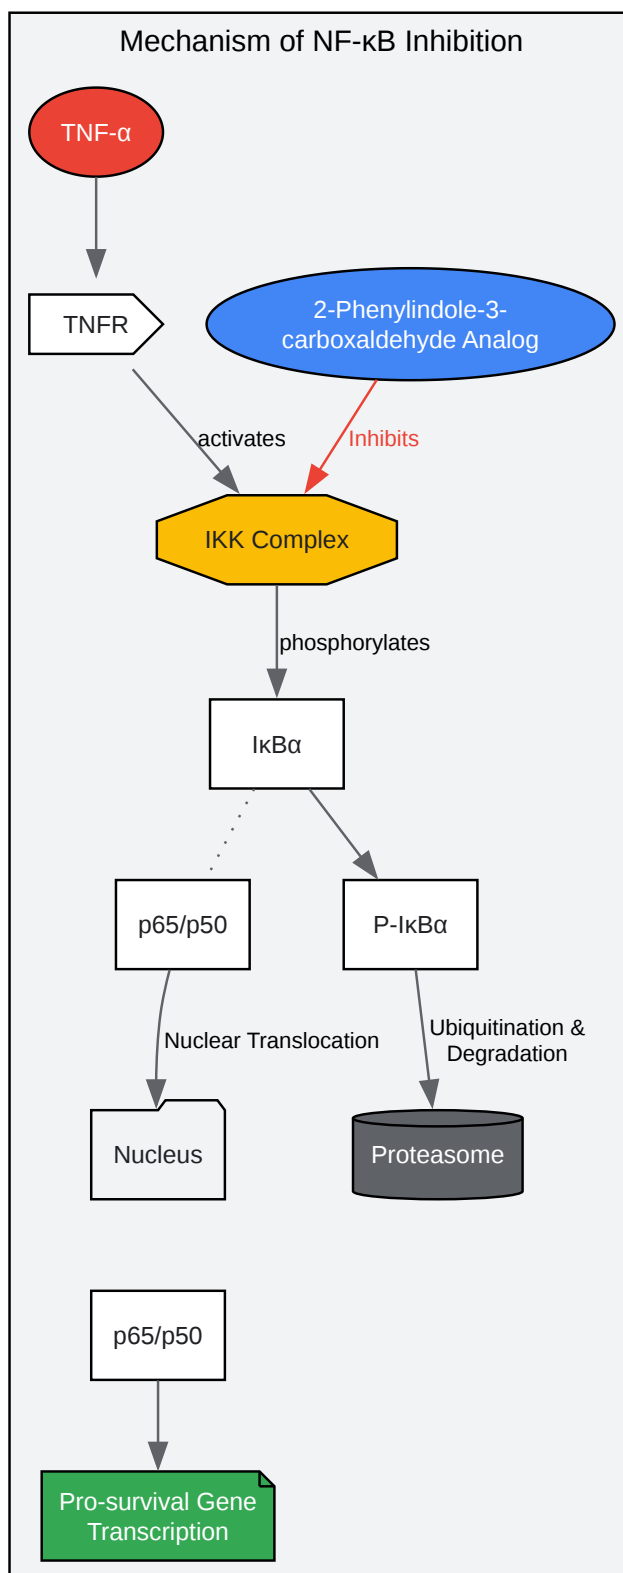 Mechanism of NF-κB Inhibition
TNF-α
TNFR
2-Phenylindole-3-
carboxaldehyde Analog
activates
Inhibits
IKK Complex
phosphorylates
IκBα
p65/p50
P-IκBα
Nuclear Translocation
Ubiquitination &
Degradation
Nucleus
Proteasome
p65/p50
Pro-survival Gene
Transcription